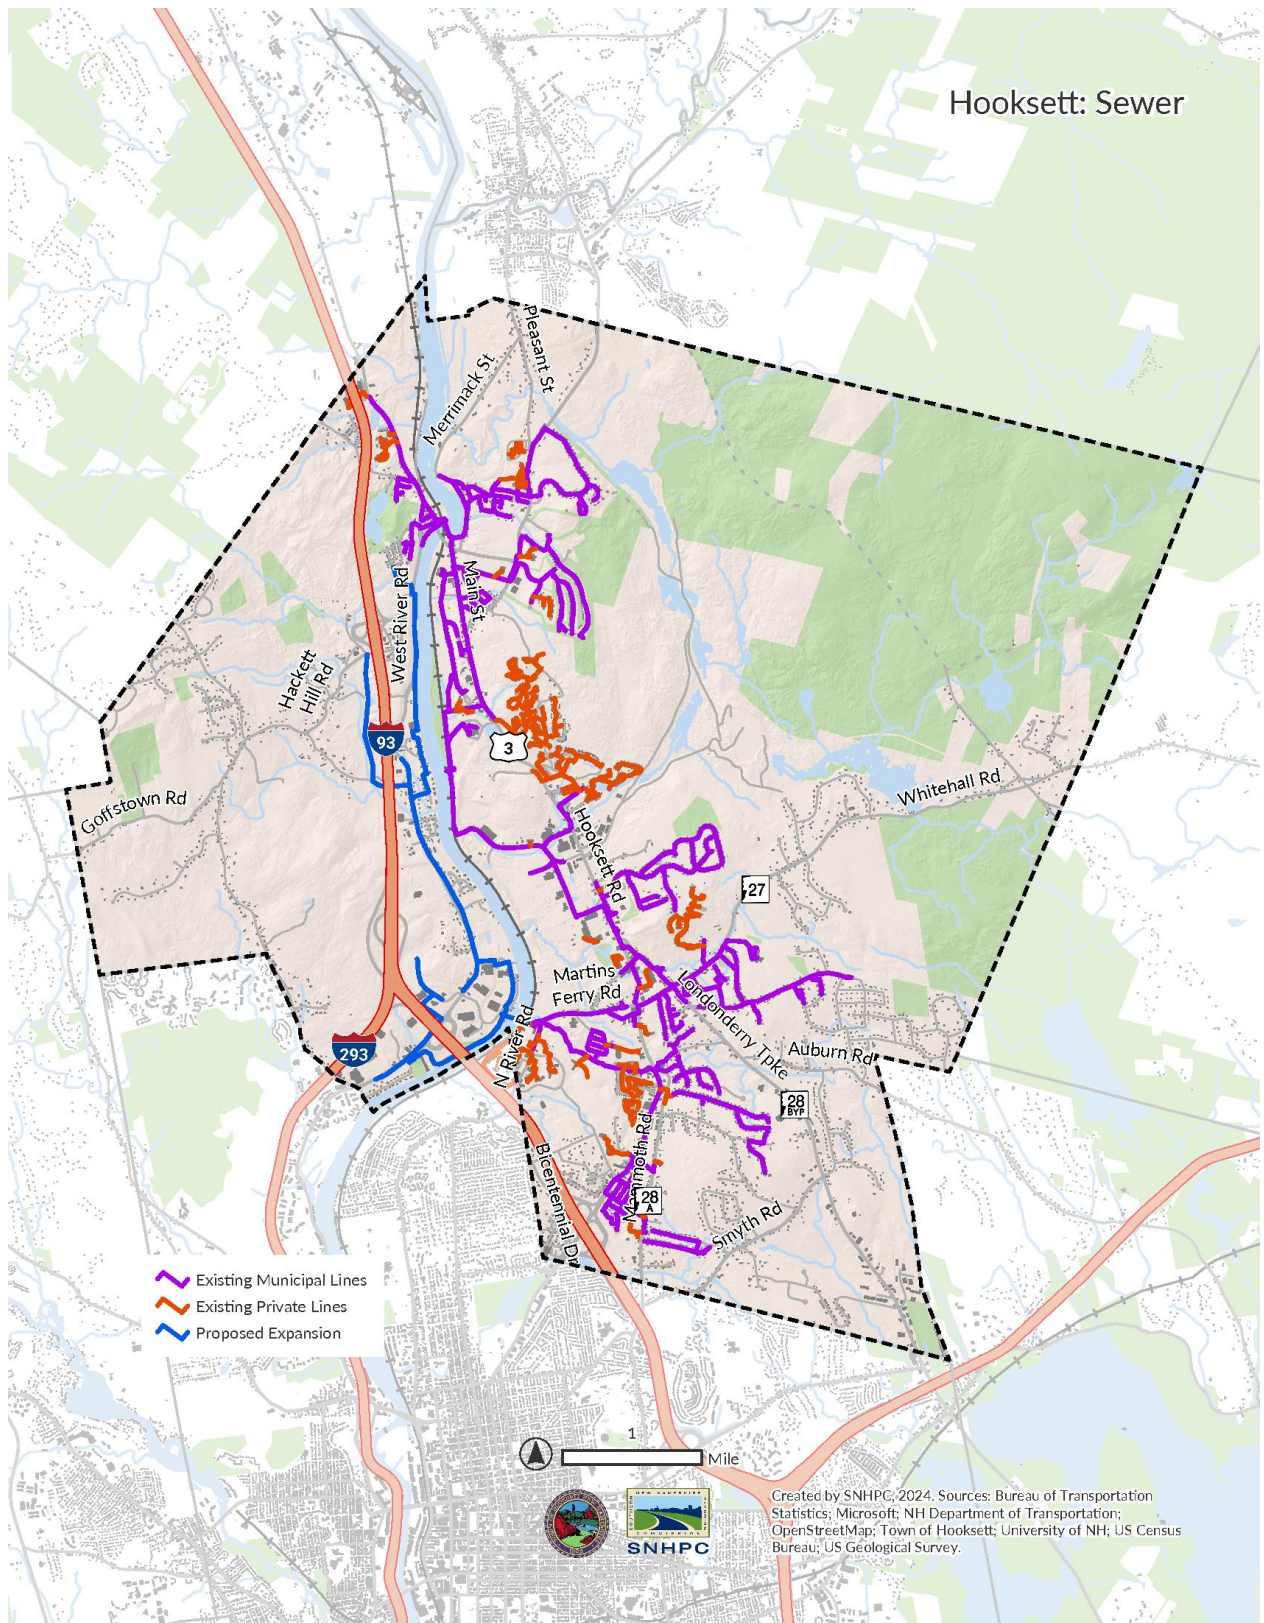 Hooksett: Sewer
Pleasant St
Merrimack St
Main St
West River Rd
Hackett
Hill Rd
93
3
Goffstown Rd
Whitehall Rd
Hooksett Rd
27
Martins
Ferry Rd
Londonderry Tpke
N River Rd
293
Auburn Rd
28
BYP
Mammoth Rd
Bicentennial Dr
28
A
Smyth Rd
Existing Municipal Lines
Existing Private Lines
Proposed Expansion
1
Mile
SNHPC
Created by SNHPC, 2024. Sources: Bureau of Transportation
Statistics; Microsoft; NH Department of Transportation;
OpenStreetMap; Town of Hooksett; University of NH; US Census
Bureau; US Geological Survey.